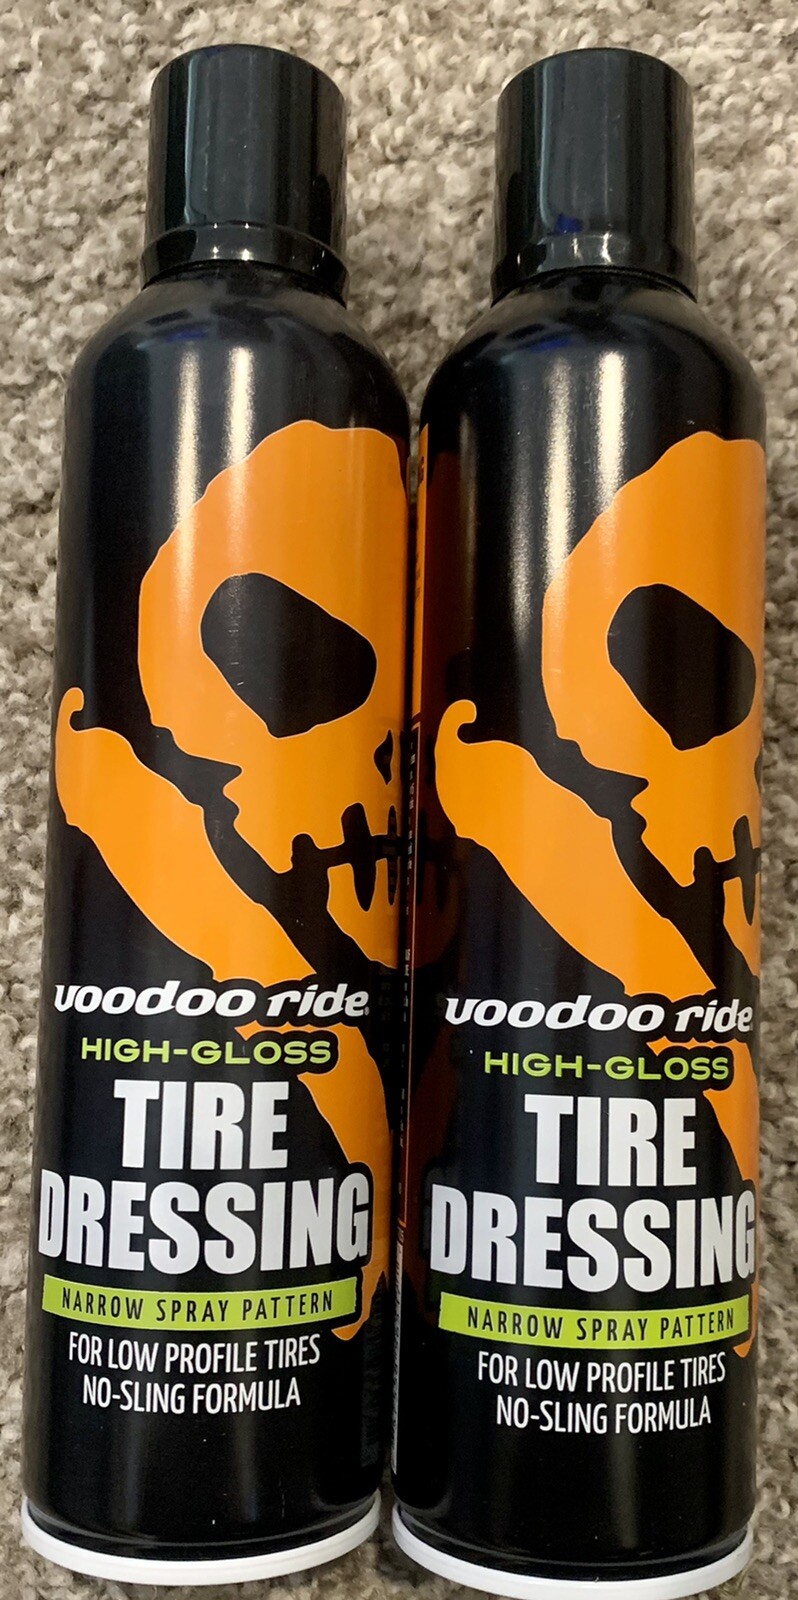 voodoo ride
HIGH-GLOSS
TIRE
DRESSING
NARROW SPRAY PATTERN
FOR LOW PROFILE TIRES
NO-SLING FORMULA
voodoo ride
HIGH-GLOSS
TIRE
DRESSING
NARROW SPRAY PATTERN
FOR LOW PROFILE TIRES
NO-SLING FORMULA